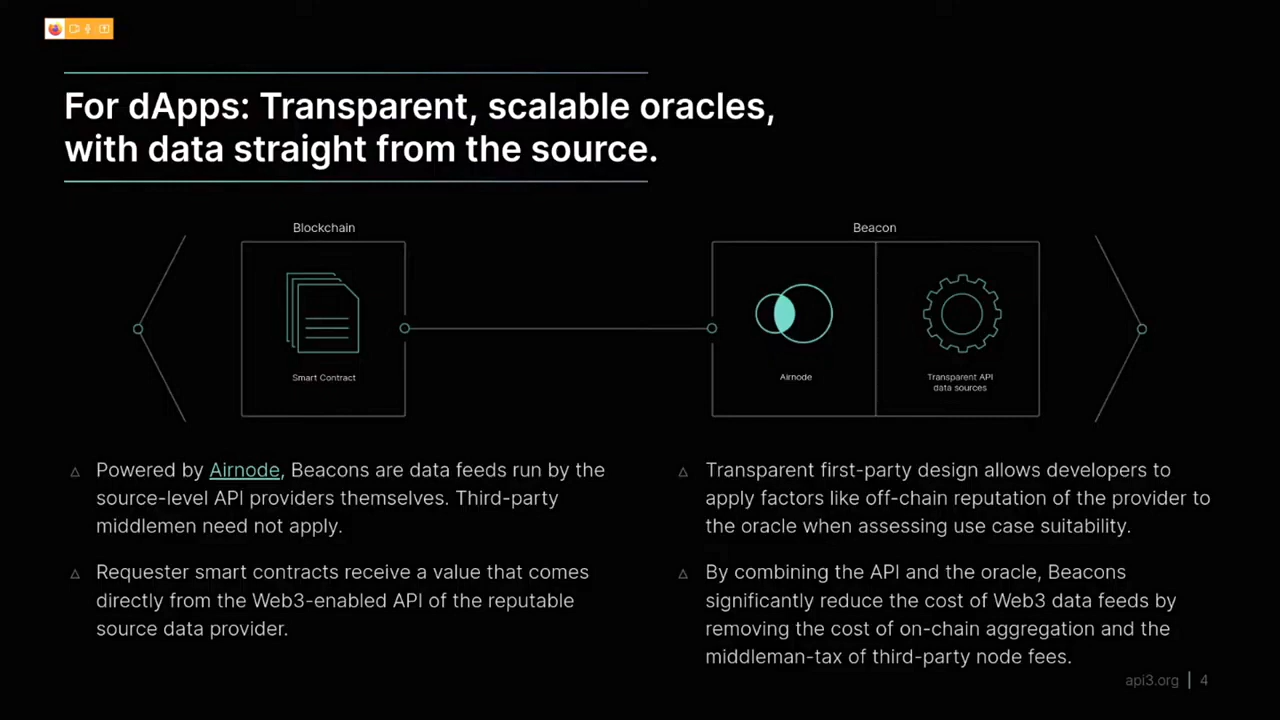 For dApps: Transparent, scalable oracles,
with data straight from the source.
Blockchain
Smart Contract
Beacon
Airnode
Transparent API
data sources
Powered by Airnode, Beacons are data feeds run by the
source-level API providers themselves. Third-party
middlemen need not apply.
Requester smart contracts receive a value that comes
directly from the Web3-enabled API of the reputable
source data provider.
Transparent first-party design allows developers to
apply factors like off-chain reputation of the provider to
the oracle when assessing use case suitability.
By combining the API and the oracle, Beacons
significantly reduce the cost of Web3 data feeds by
removing the cost of on-chain aggregation and the
middleman-tax of third-party node fees.
api3.org | 4